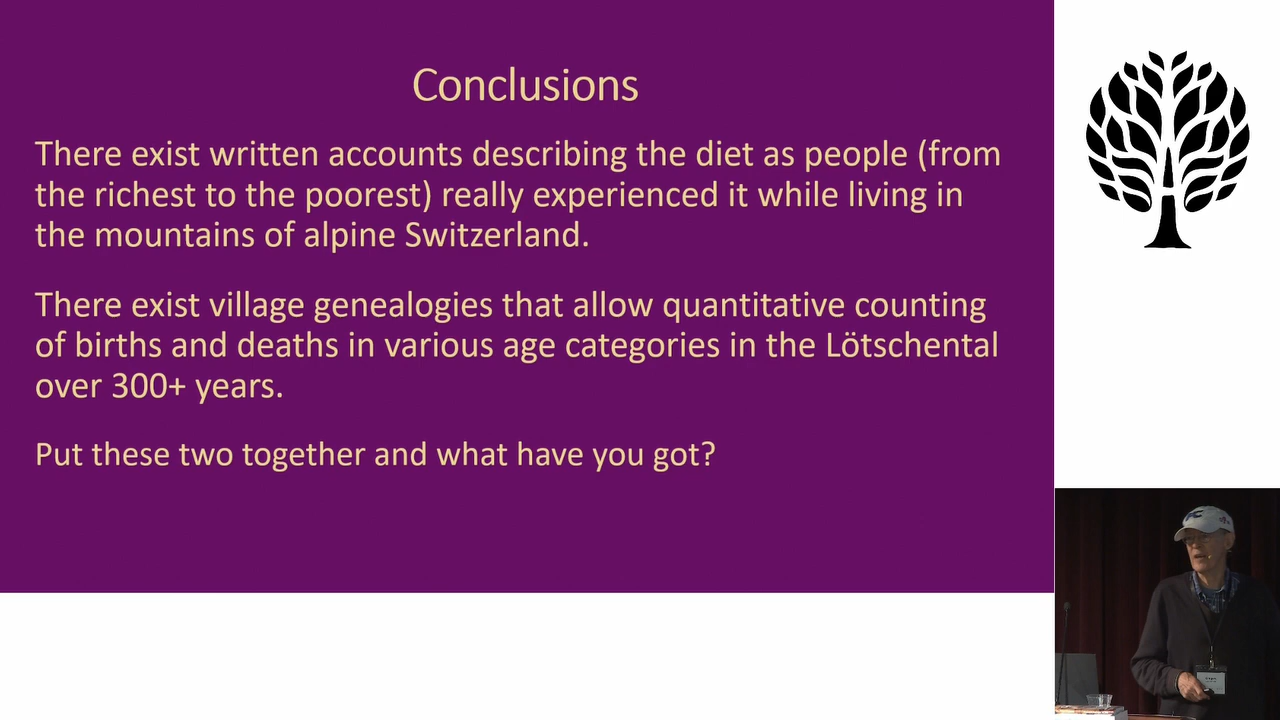 Conclusions
There exist written accounts describing the diet as people (from
the richest to the poorest) really experienced it while living in
the mountains of alpine Switzerland.
There exist village genealogies that allow quantitative counting
of births and deaths in various age categories in the Lötschental
over 300+ years.
Put these two together and what have you got?